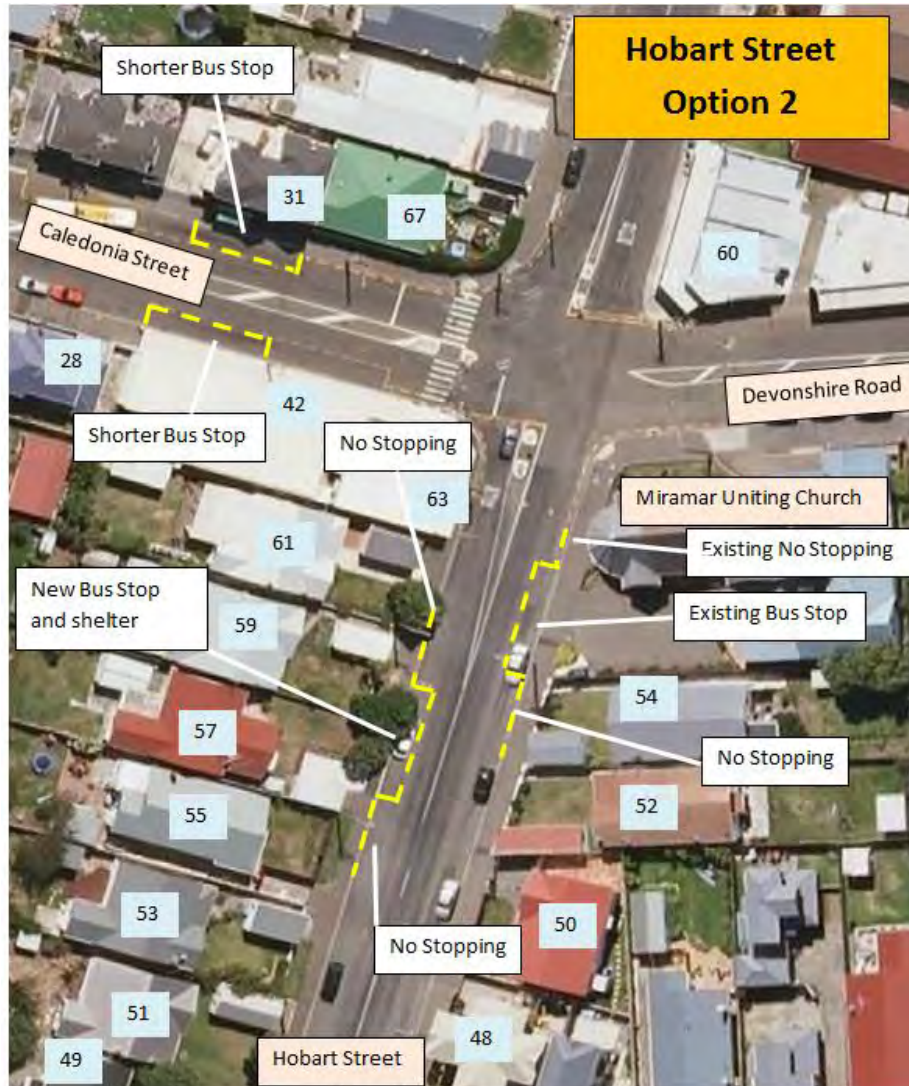 Hobart Street
Option 2
Shorter Bus Stop
31
67
60
Caledonia Street
28
42
Devonshire Road
Shorter Bus Stop
No Stopping
63
Miramar Uniting Church
61
Existing No Stopping
New Bus Stop
and shelter
59
Existing Bus Stop
54
57
No Stopping
55
52
53
No Stopping
50
51
Hobart Street
48
49